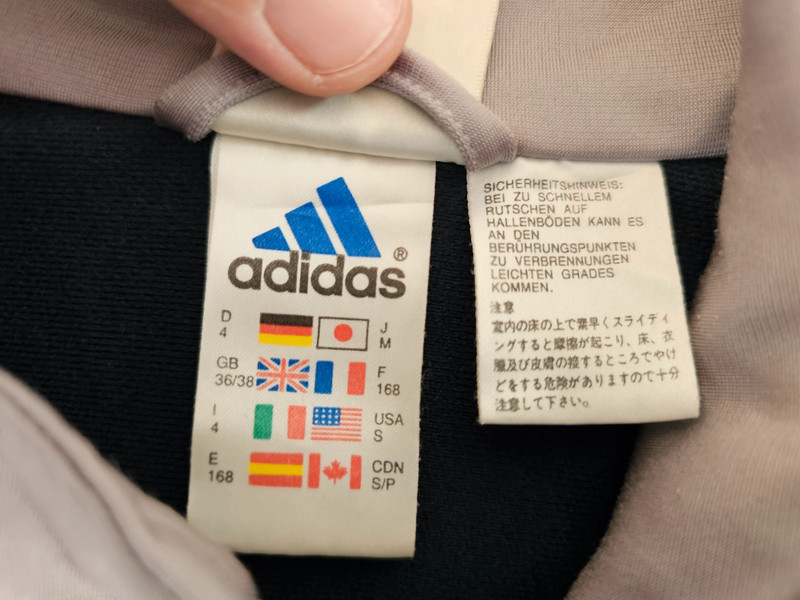 adidas®
D
4
J
M
GB
36/38
F
168
I
4
USA
S
E
168
CDN
S/P
SICHERHEITSHINWEIS:
BEI ZU SCHNELLEM
RUTSCHEN AUF
HALLENBÖDEN KANN ES
AN DEN
BERÜHRUNGSPUNKTEN
ZU VERBRENNUNGEN
LEICHTEN GRADES
KOMMEN.
注意
室内の床の上で素早くスライディ
ングすると摩擦が起こり、床、衣
服及び皮膚の接するところでやけ
どをする危険がありますので十分
注意して下さい。